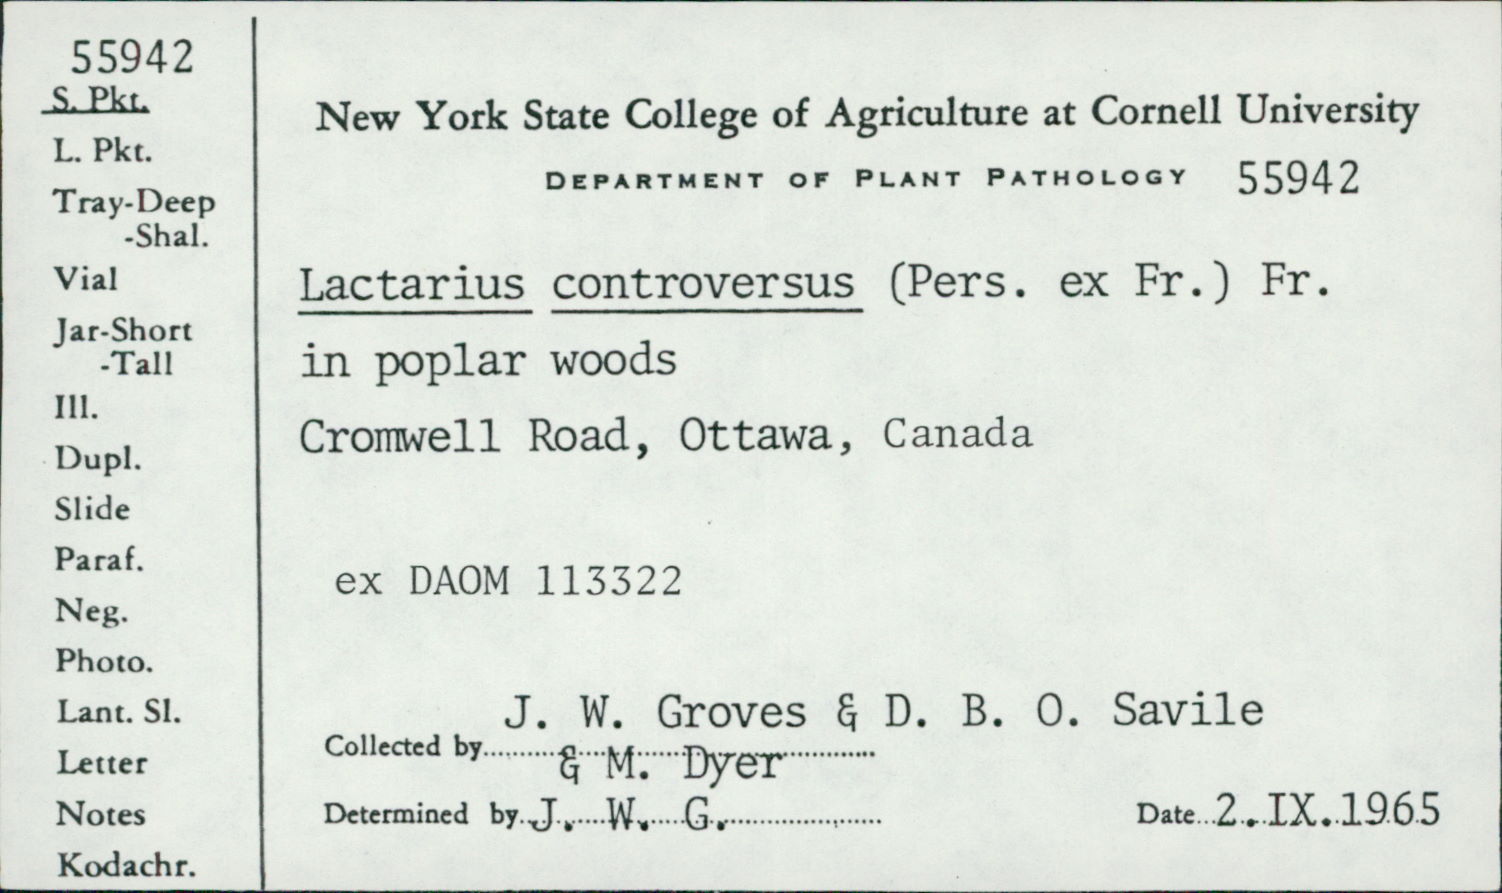 55942
S. Pkt.
L. Pkt.
Tray-Deep
-Shal.
Vial
Jar-Short
-Tall
Ill.
Dupl.
Slide
Paraf.
Neg.
Photo.
Lant. Sl.
Letter
Notes
Kodachr.
New York State College of Agriculture at Cornell University
DEPARTMENT OF PLANT PATHOLOGY 55942
Lactarius controversus (Pers. ex Fr.) Fr.
in poplar woods
Cromwell Road, Ottawa, Canada
ex DAOM 113322
J. W. Groves & D. B. O. Savile
Collected by & M. Dyer
Determined by J. W. G. Date 2.IX.1965